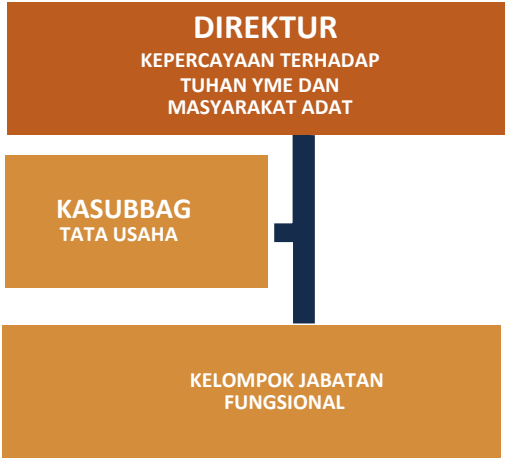 DIREKTUR
KEPERCAYAAN TERHADAP
TUHAN YME DAN
MASYARAKAT ADAT
KASUBBAG
TATA USAHA
KELOMPOK JABATAN
FUNGSIONAL